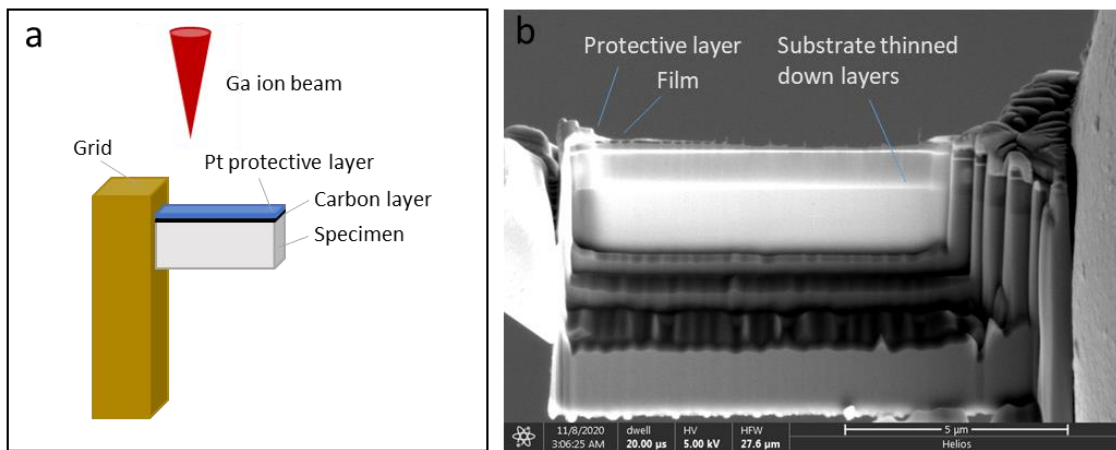 a
Ga ion beam
Grid
Pt protective layer
Carbon layer
Specimen
b
Protective layer
Film
Substrate thinned
down layers
11/8/2020 dwell HV HFW 5 µm
3:06:25 AM 20.00 µs 5.00 kV 27.6 µm Helios